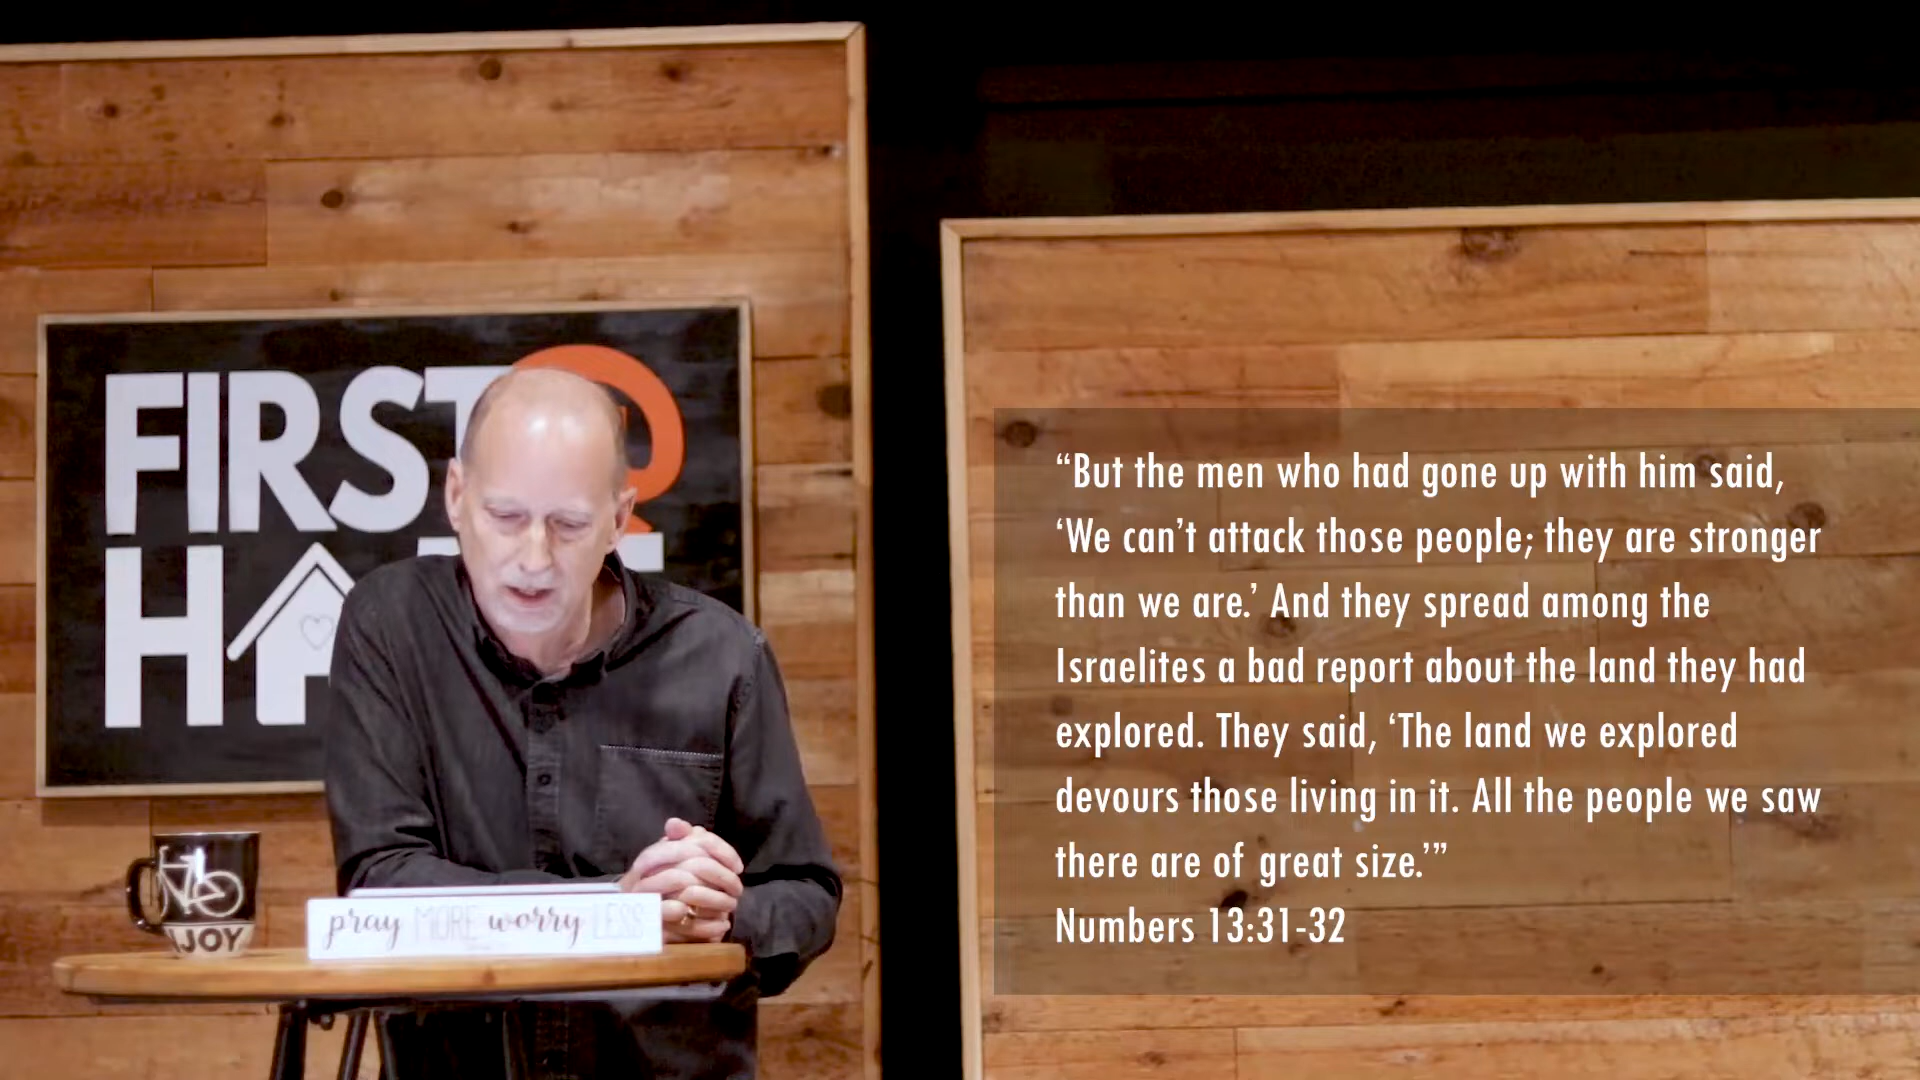 FIRST
“But the men who had gone up with him said,
‘We can’t attack those people; they are stronger
than we are.’ And they spread among the
Israelites a bad report about the land they had
explored. They said, ‘The land we explored
devours those living in it. All the people we saw
there are of great size.’”
Numbers 13:31-32
JOY
pray MORE worry LESS